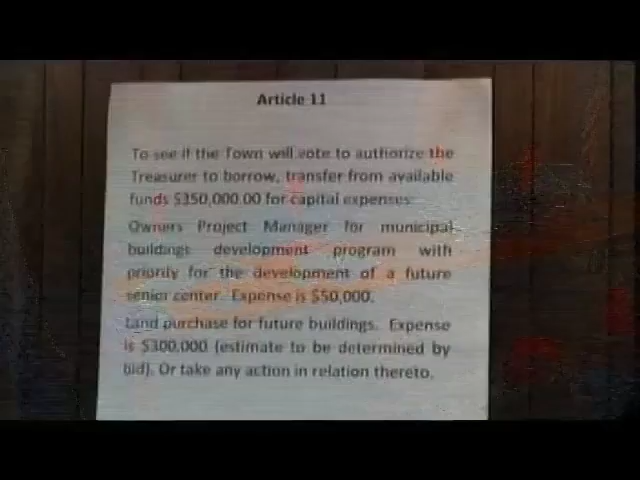 Article 11
To see if the Town will vote to authorize the
Treasurer to borrow, transfer from available
funds $350,000.00 for capital expenses:
Owners Project Manager for municipal
buildings development program with
priority for the development of a future
senior center. Expense is $50,000.
Land purchase for future buildings. Expense
is $300,000 (estimate to be determined by
bid). Or take any action in relation thereto.